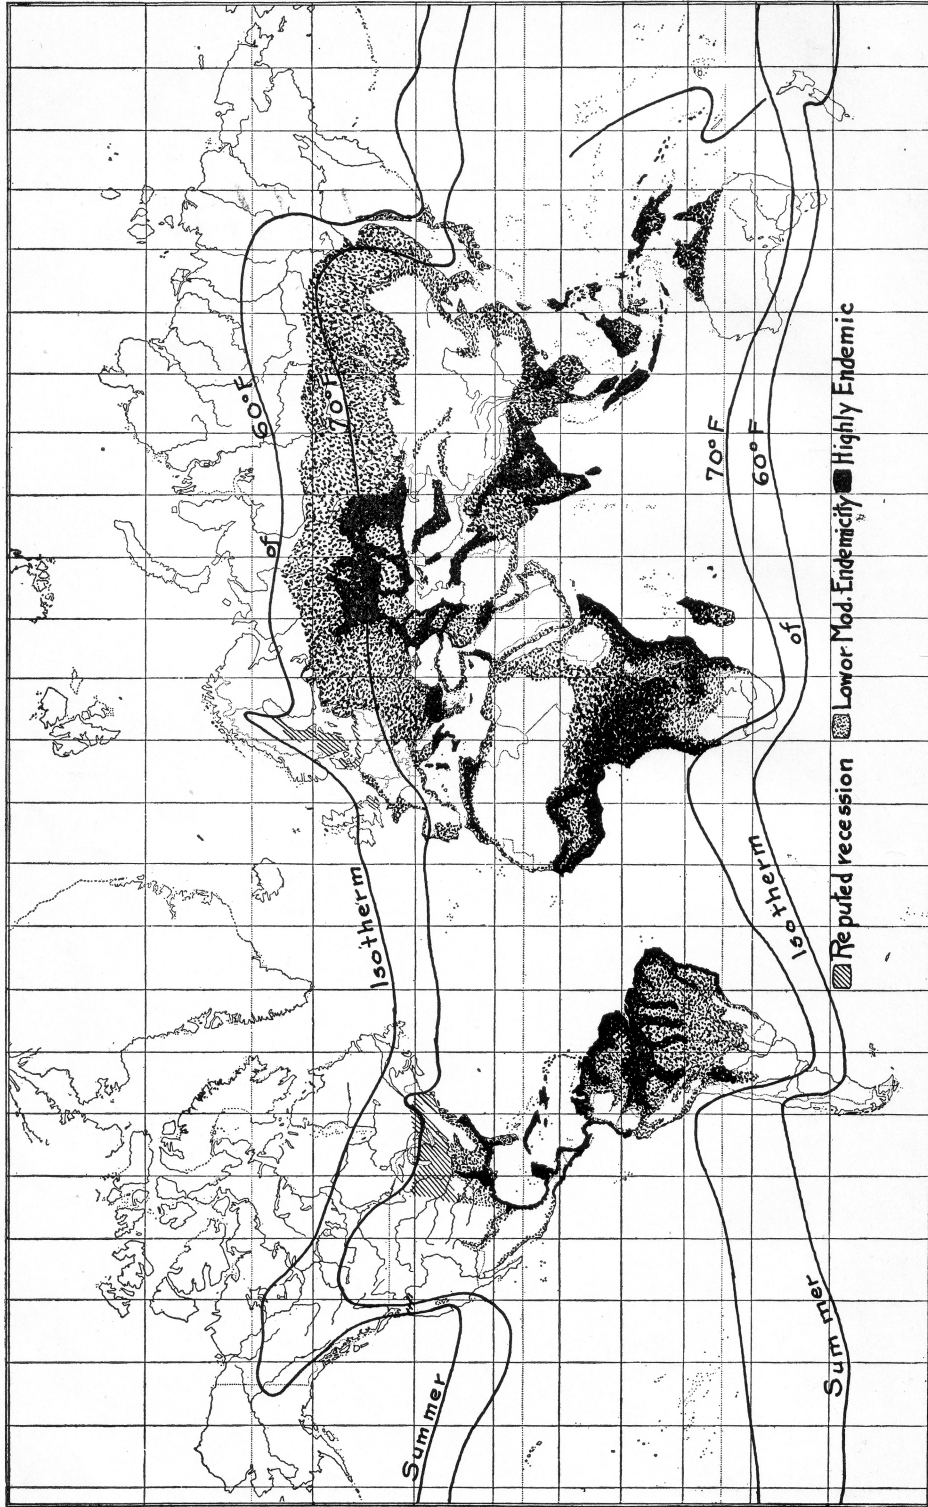 60°F
70°F
of
Isotherm
Summer
70°F
60°F
of
Isotherm
Summer
Reputed recession Low or Mod. Endemicity Highly Endemic